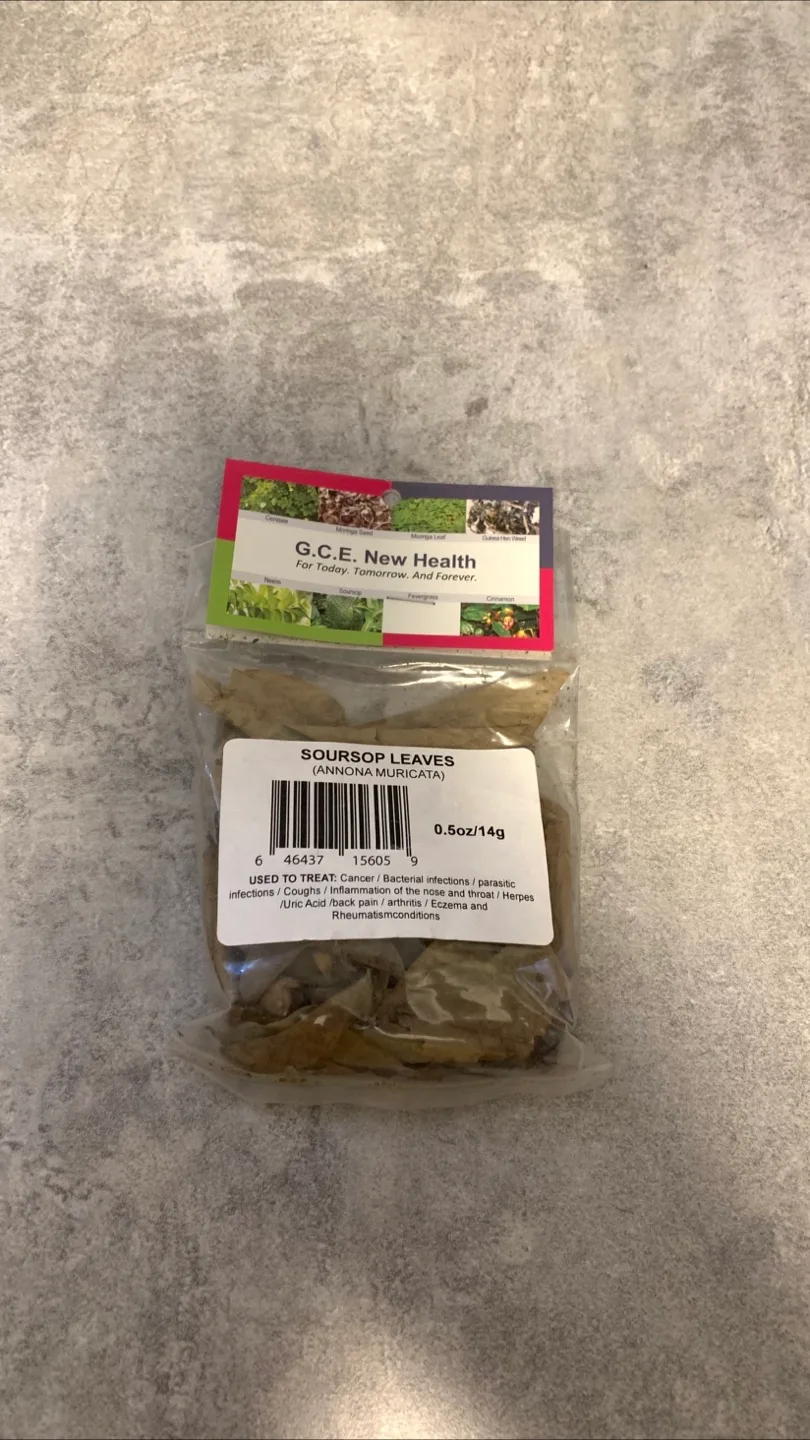 Cerasee
Moringa Seed
Moringa Leaf
Guinea Hen Weed
G.C.E. New Health
For Today. Tomorrow. And Forever.
Neem
Soursop
Fevergrass
Cinnamon
SOURSOP LEAVES
(ANNONA MURICATA)
0.5oz/14g
6 46437 15605 9
USED TO TREAT: Cancer / Bacterial infections / parasitic
infections / Coughs / Inflammation of the nose and throat / Herpes
/Uric Acid /back pain / arthritis / Eczema and
Rheumatismconditions